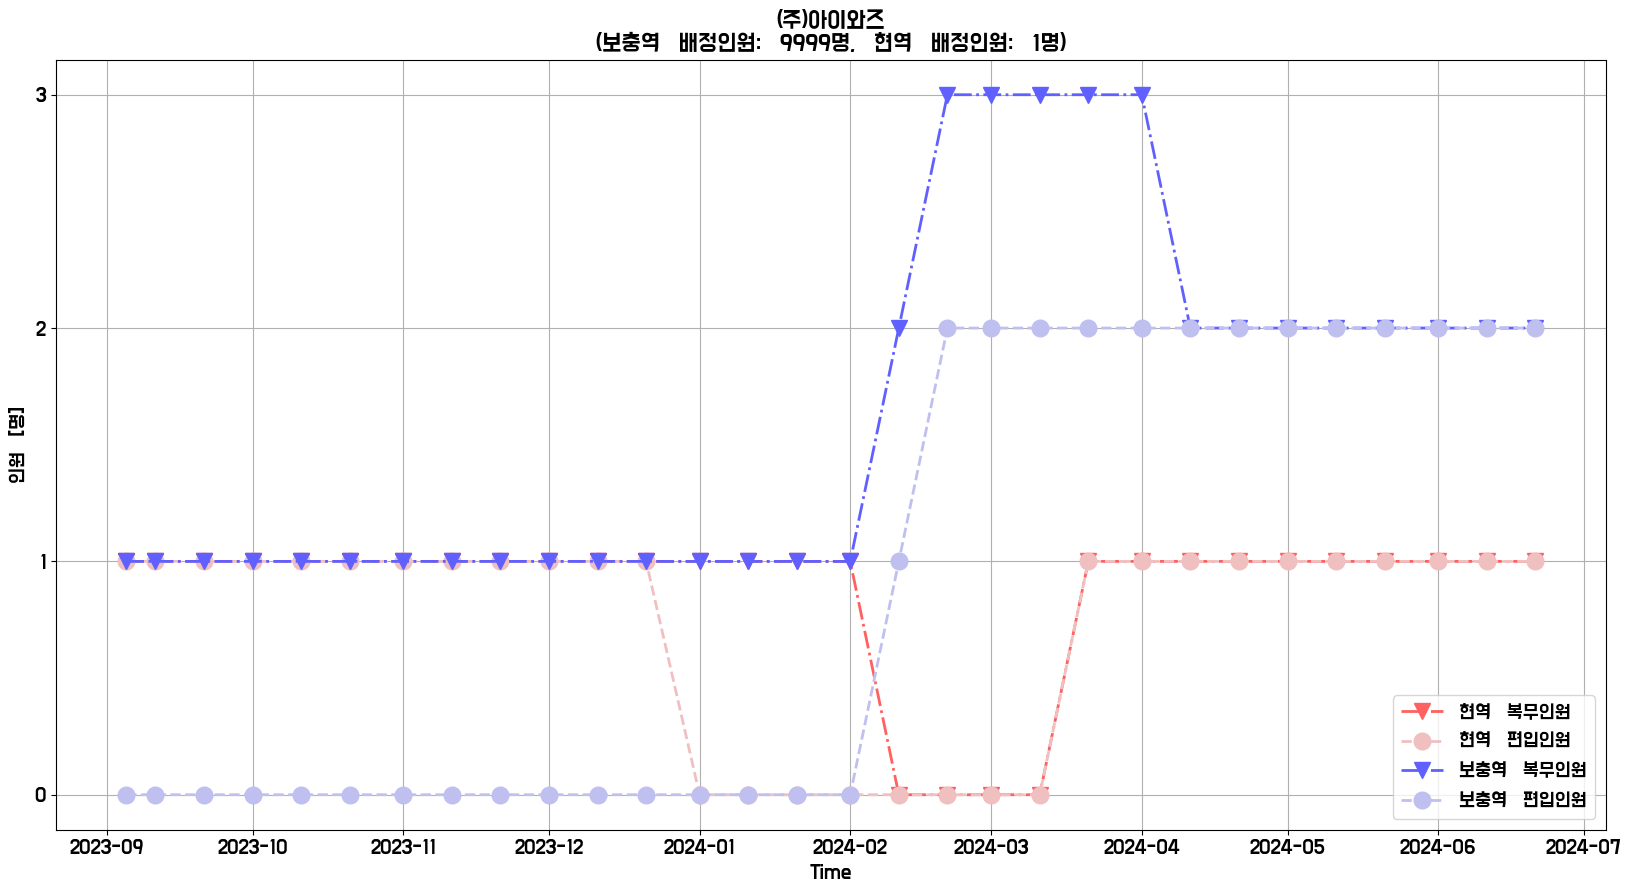 (주)아이와즈
(보충역 배정인원: 9999명, 현역 배정인원: 1명)
인원 [명]
3
2
1
0
2023-09 2023-10 2023-11 2023-12 2024-01 2024-02 2024-03 2024-04 2024-05 2024-06 2024-07
Time
현역 복무인원
현역 편입인원
보충역 복무인원
보충역 편입인원